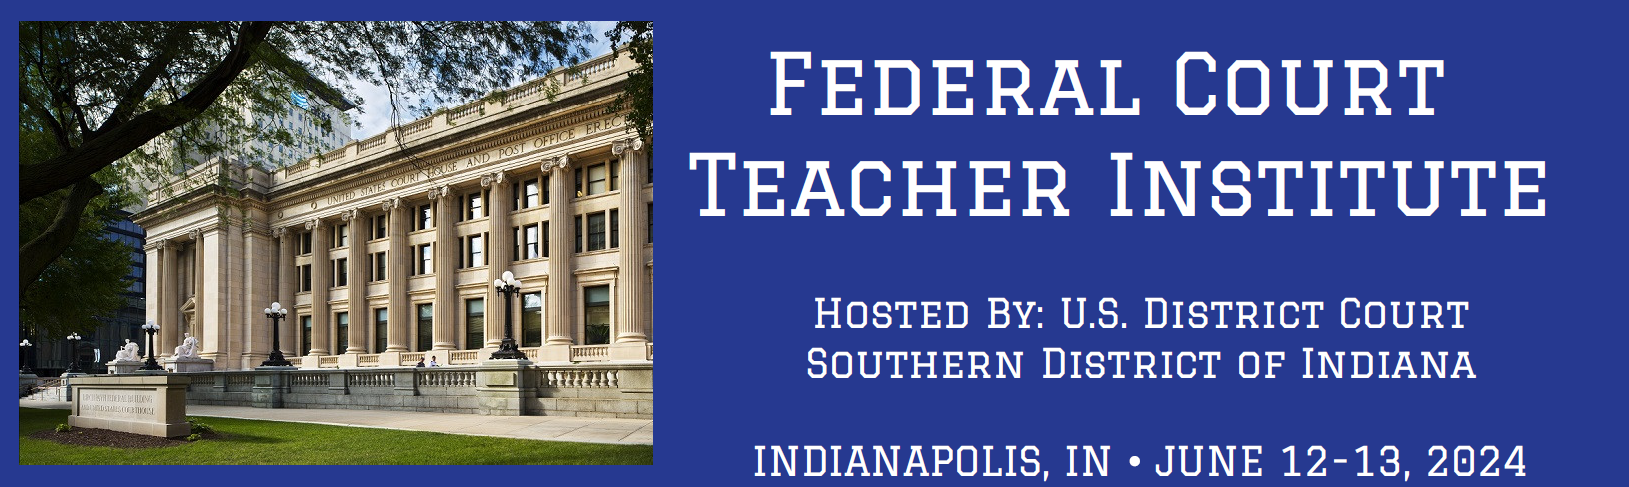 Federal Court
Teacher Institute
Hosted By: U.S. District Court
Southern District of Indiana
INDIANAPOLIS, IN • JUNE 12-13, 2024
UNITED STATES COURT HOUSE AND POST OFFICE ERECT